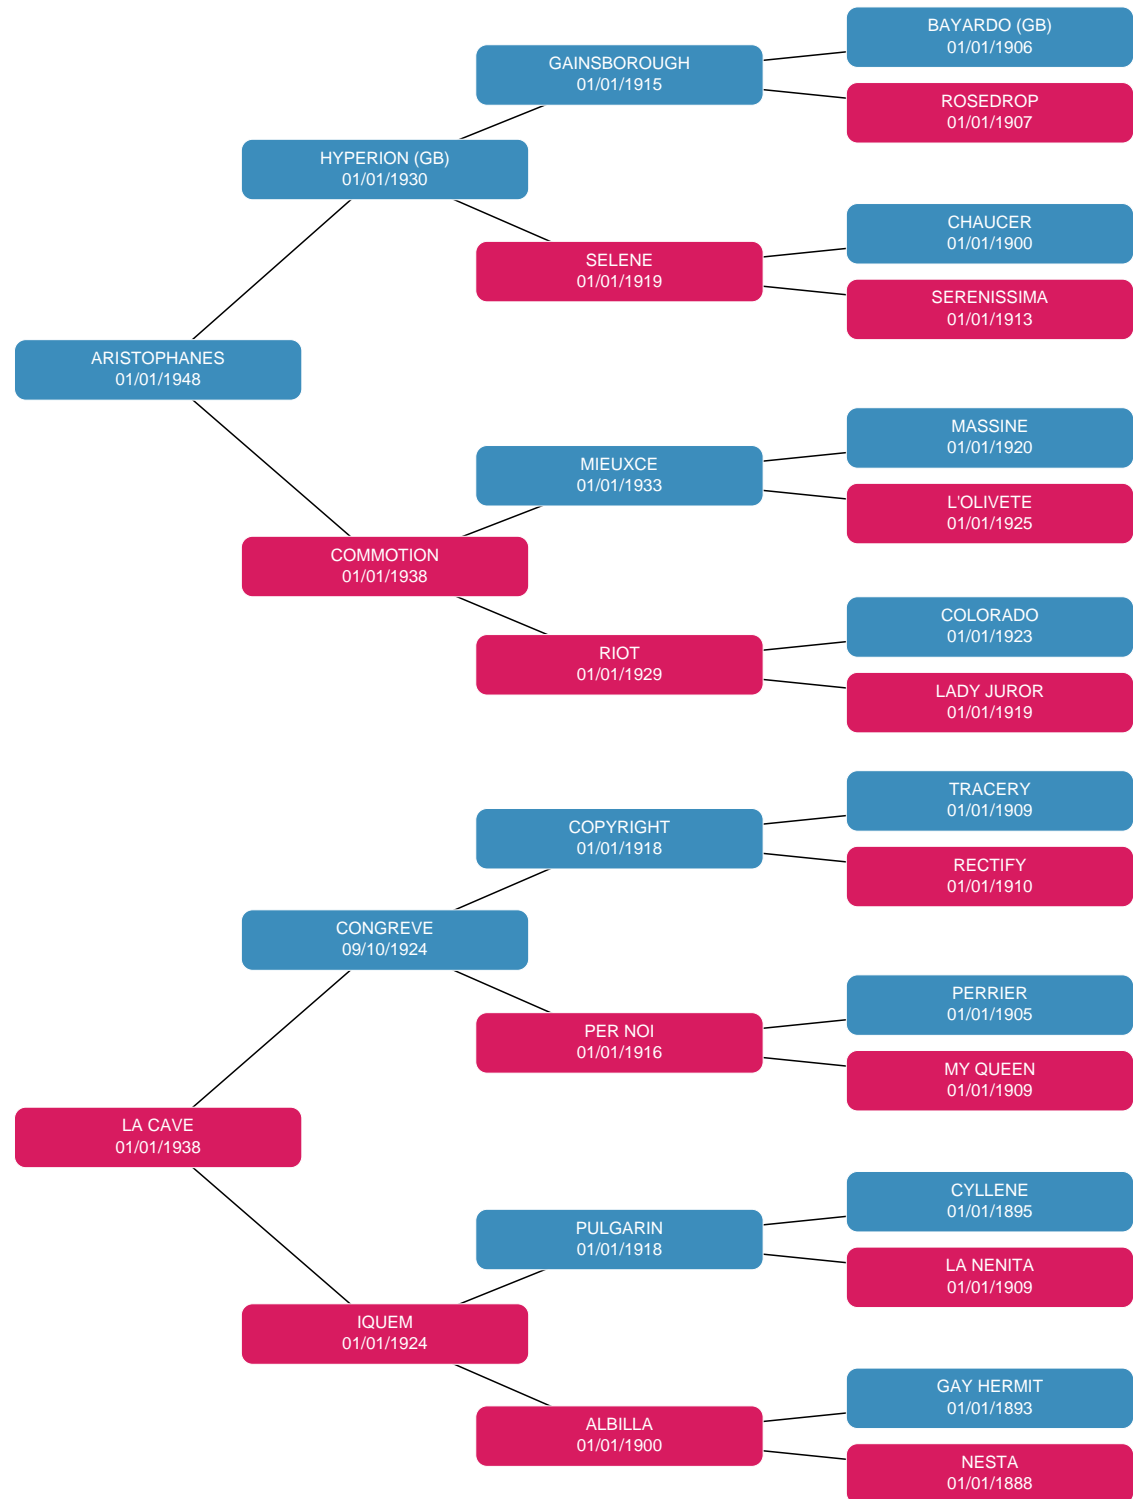 BAYARDO (GB)
01/01/1906
GAINSBOROUGH
01/01/1915
ROSEDROP
01/01/1907
HYPERION (GB)
01/01/1930
CHAUCER
01/01/1900
SELENE
01/01/1919
SERENISSIMA
01/01/1913
ARISTOPHANES
01/01/1948
MASSINE
01/01/1920
MIEUXCE
01/01/1933
L'OLIVETE
01/01/1925
COMMOTION
01/01/1938
COLORADO
01/01/1923
RIOT
01/01/1929
LADY JUROR
01/01/1919
TRACERY
01/01/1909
COPYRIGHT
01/01/1918
RECTIFY
01/01/1910
CONGREVE
09/10/1924
PERRIER
01/01/1905
PER NOI
01/01/1916
MY QUEEN
01/01/1909
LA CAVE
01/01/1938
CYLLENE
01/01/1895
PULGARIN
01/01/1918
LA NENITA
01/01/1909
IQUEM
01/01/1924
GAY HERMIT
01/01/1893
ALBILLA
01/01/1900
NESTA
01/01/1888